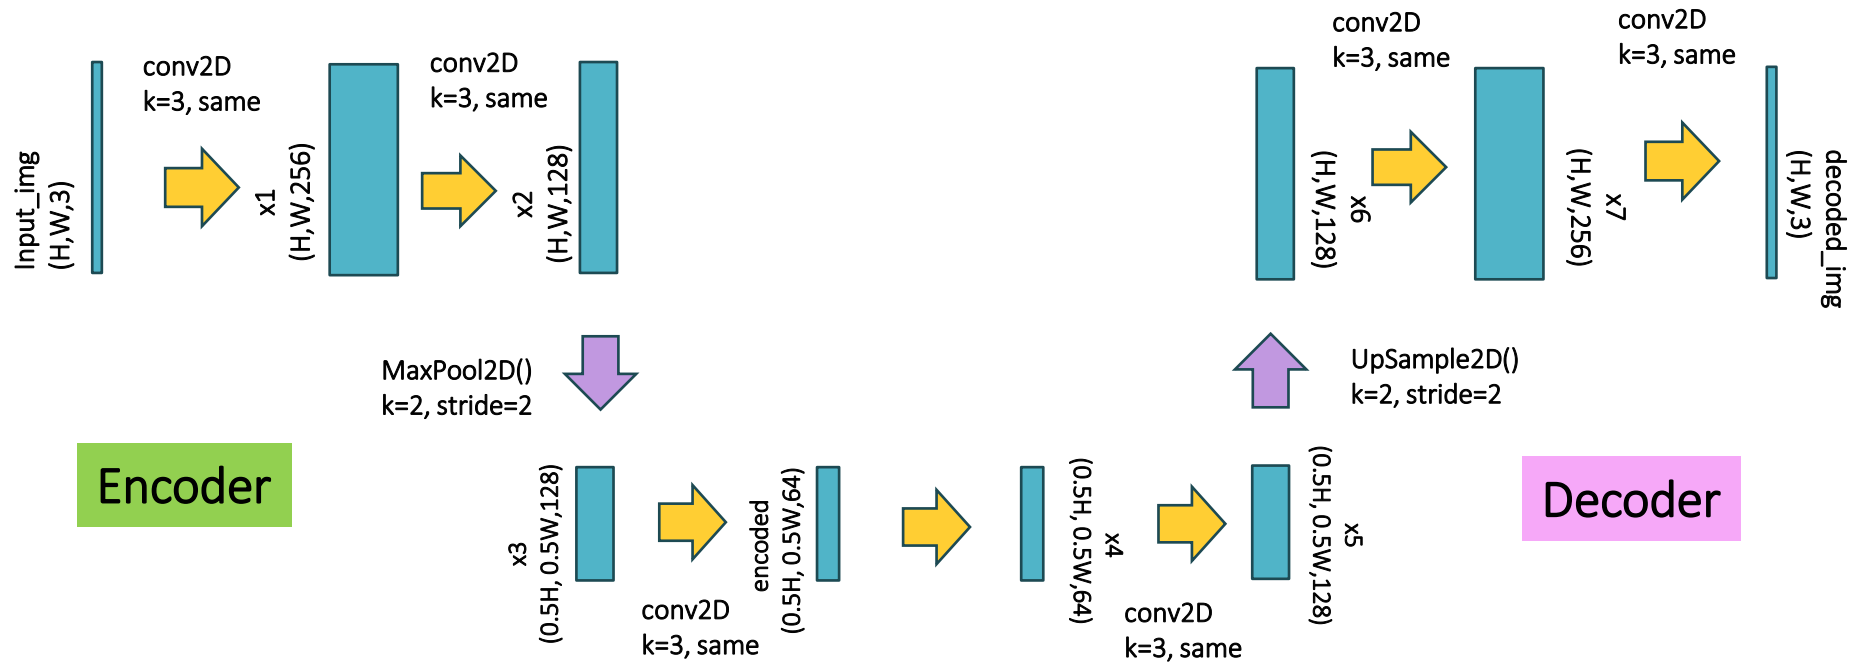 Input_img
(H,W,3)
conv2D
k=3, same
x1
(H,W,256)
conv2D
k=3, same
x2
(H,W,128)
MaxPool2D()
k=2, stride=2
Encoder
x3
(0.5H, 0.5W,128)
conv2D
k=3, same
encoded
(0.5H, 0.5W,64)
x4
(0.5H, 0.5W,64)
conv2D
k=3, same
x5
(0.5H, 0.5W,128)
UpSample2D()
k=2, stride=2
Decoder
x6
(H,W,128)
conv2D
k=3, same
x7
(H,W,256)
conv2D
k=3, same
decoded_img
(H,W,3)